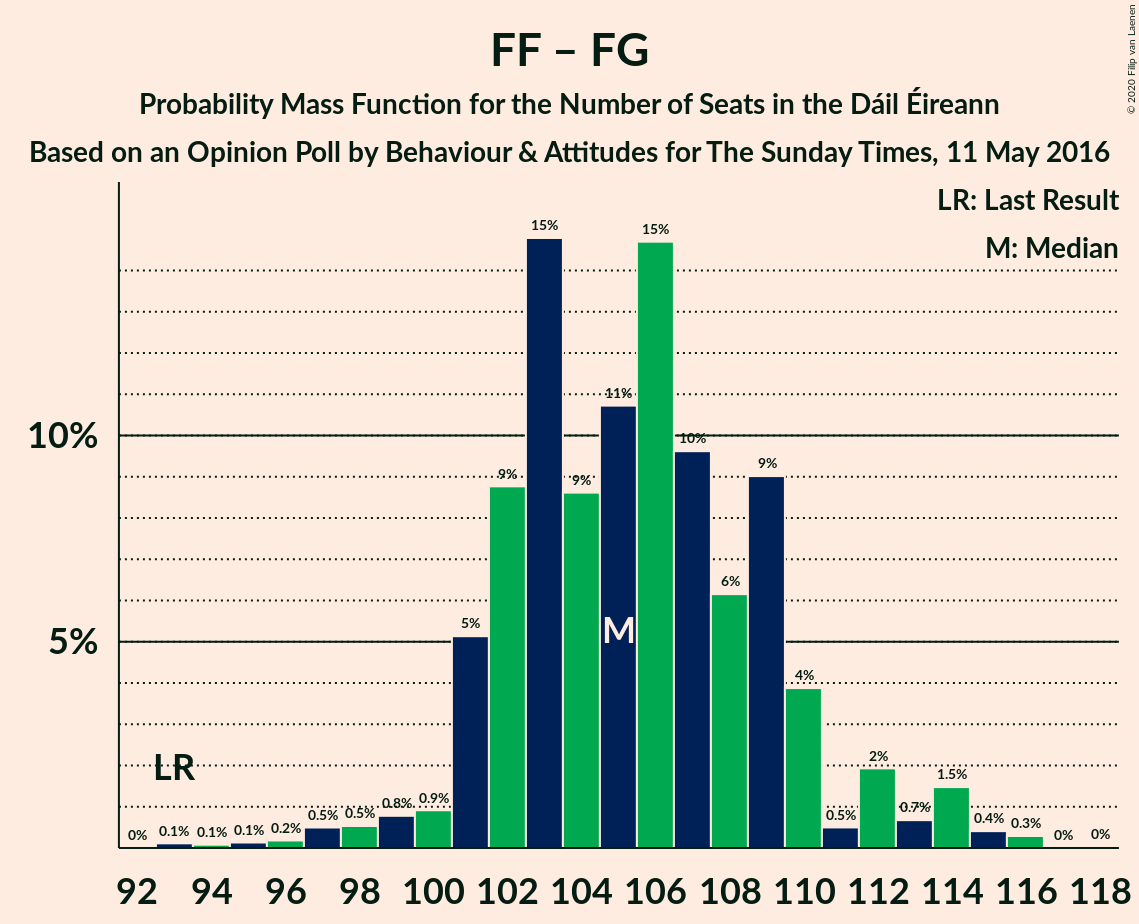 FF – FG
Probability Mass Function for the Number of Seats in the Dáil Éireann
Based on an Opinion Poll by Behaviour & Attitudes for The Sunday Times, 11 May 2016
© 2020 Filip van Laenen
LR: Last Result
M: Median
15%
15%
11%
10%
10%
9%
9%
9%
6%
5%
M
5%
4%
LR
2%
1.5%
0% 0.1% 0.1% 0.1% 0.2% 0.5% 0.5% 0.8% 0.9% 0.5% 0.7% 0.4% 0.3% 0% 0%
92 94 96 98 100 102 104 106 108 110 112 114 116 118